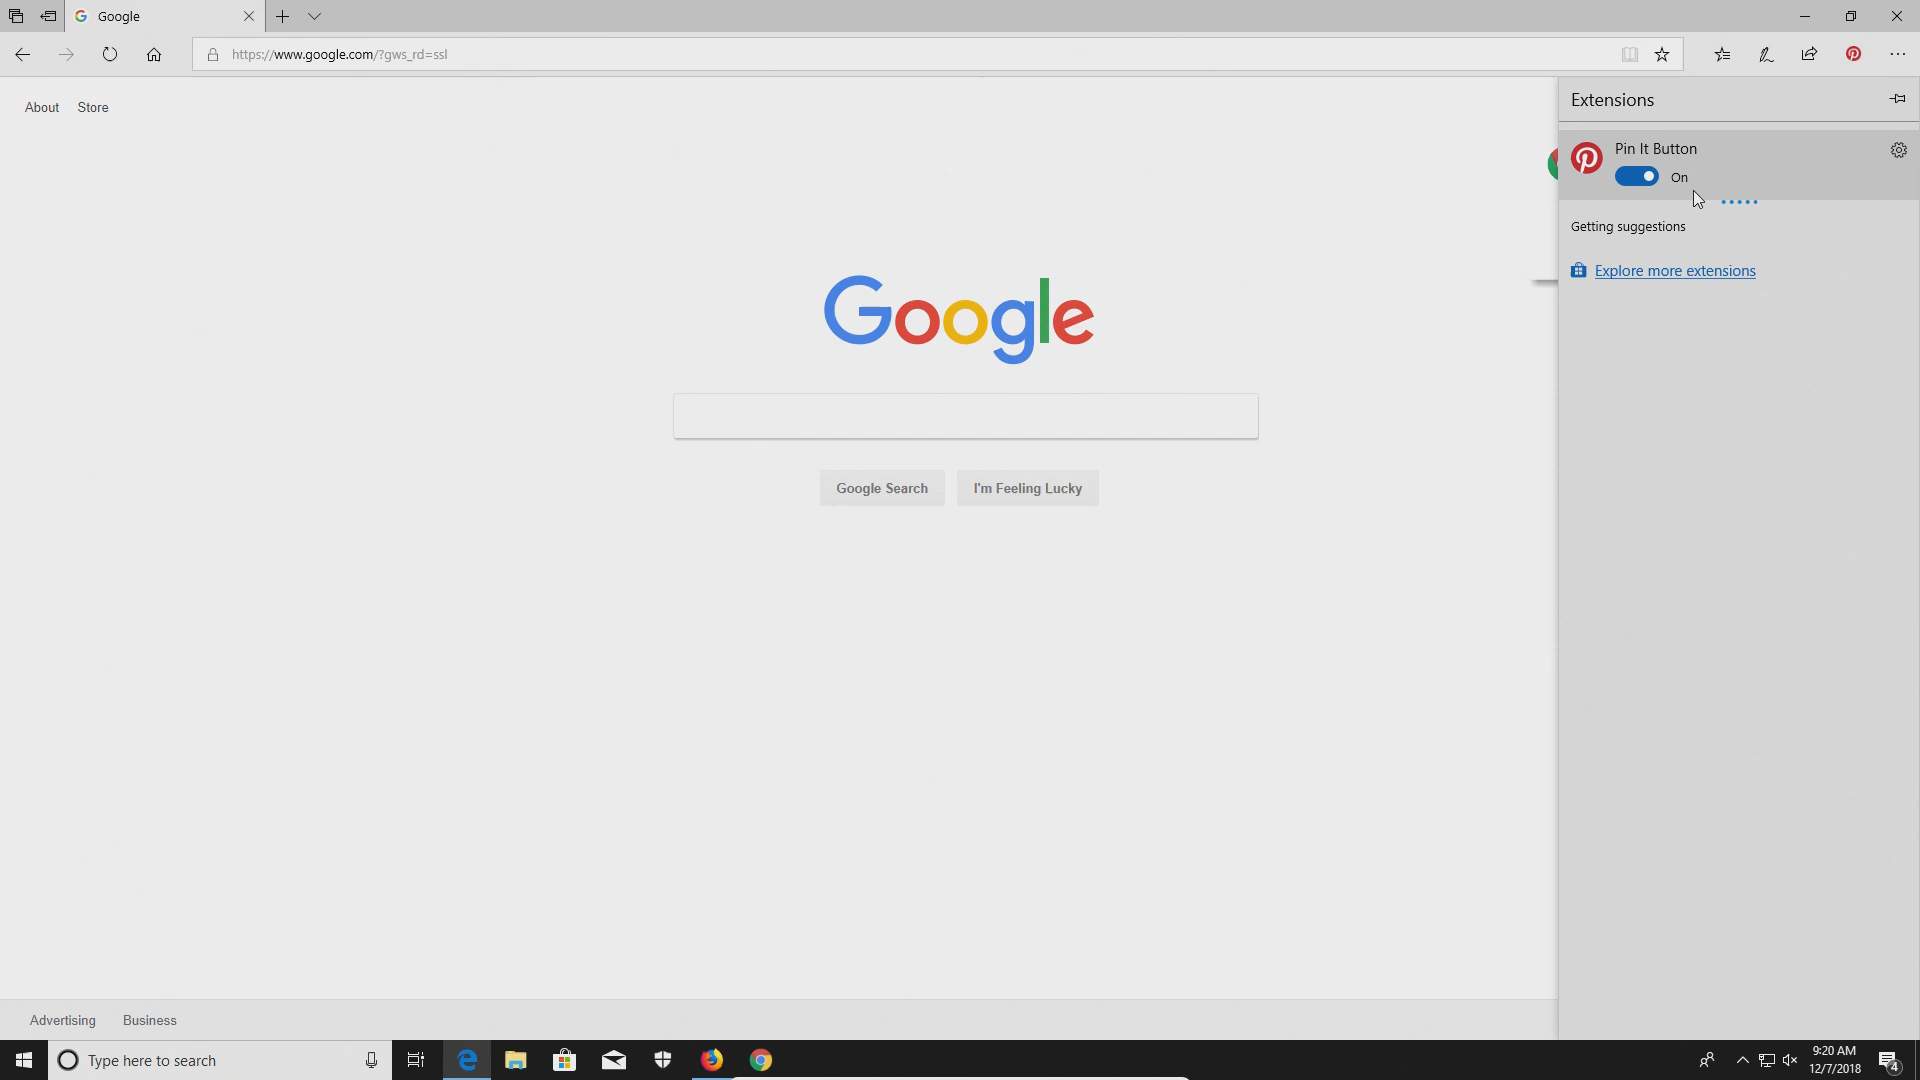 Google
https://www.google.com/?gws_rd=ssl
About Store
Extensions
Pin It Button
On
Getting suggestions
Explore more extensions
Google
Google Search I'm Feeling Lucky
Advertising Business
Type here to search
9:20 AM
12/7/2018
4